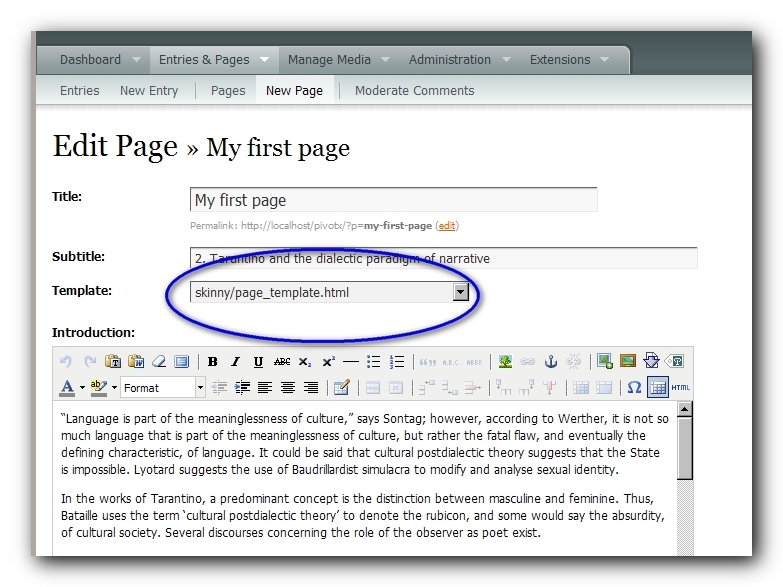 Dashboard Entries & Pages Manage Media Administration Extensions
Entries New Entry Pages New Page Moderate Comments
Edit Page » My first page
Title: My first page
Permalink: http://localhost/pivotx/?p=my-first-page (edit)
Subtitle: 2. Tarantino and the dialectic paradigm of narrative
Template: skinny/page_template.html
Introduction:
B I U ABC x₂ x² “” A.B.C. ABBR
A ab Format Ω HTML
“Language is part of the meaninglessness of culture,” says Sontag; however, according to Werther, it is not so
much language that is part of the meaninglessness of culture, but rather the fatal flaw, and eventually the
defining characteristic, of language. It could be said that cultural postdialectic theory suggests that the State
is impossible. Lyotard suggests the use of Baudrillardist simulacra to modify and analyse sexual identity.
In the works of Tarantino, a predominant concept is the distinction between masculine and feminine. Thus,
Bataille uses the term ‘cultural postdialectic theory’ to denote the rubicon, and some would say the absurdity,
of cultural society. Several discourses concerning the role of the observer as poet exist.